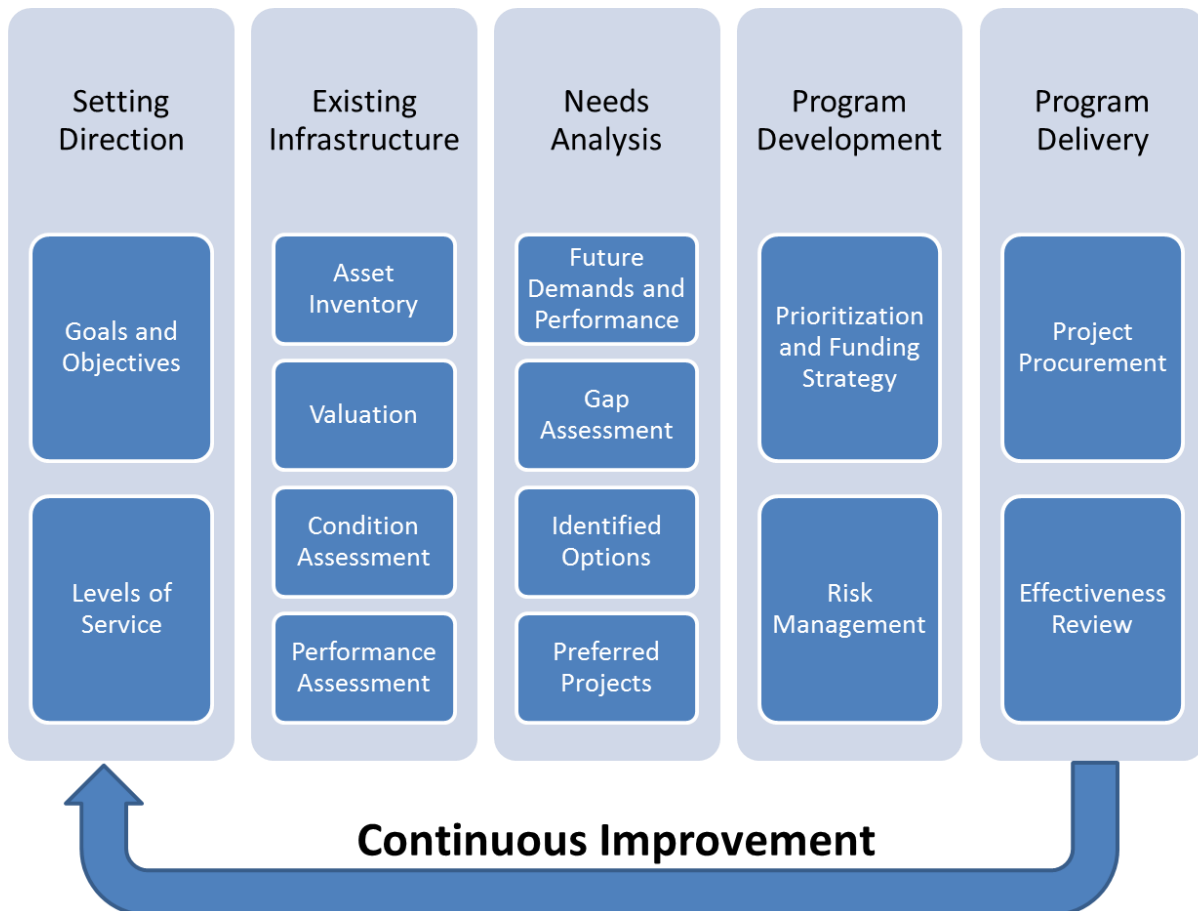 Setting
Direction
Goals and
Objectives
Levels of
Service
Existing
Infrastructure
Asset
Inventory
Valuation
Condition
Assessment
Performance
Assessment
Needs
Analysis
Future
Demands and
Performance
Gap
Assessment
Identified
Options
Preferred
Projects
Program
Development
Prioritization
and Funding
Strategy
Risk
Management
Program
Delivery
Project
Procurement
Effectiveness
Review
Continuous Improvement